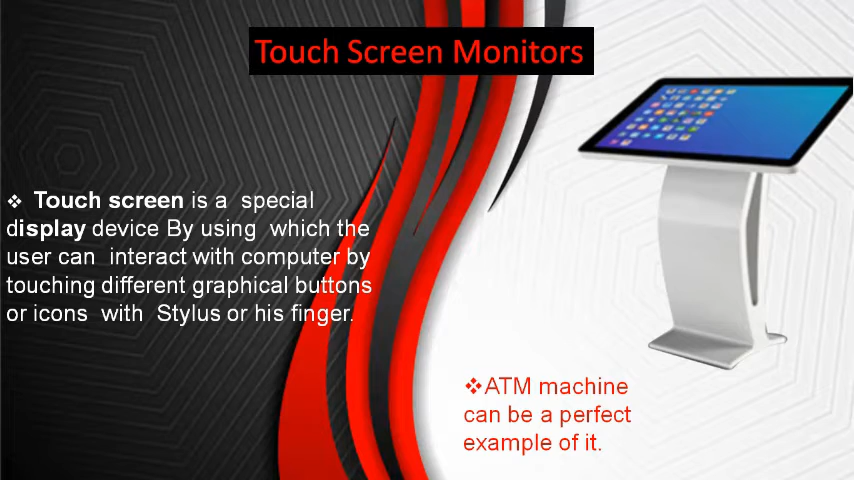 Touch Screen Monitors
❖ Touch screen is a special
display device By using which the
user can interact with computer by
touching different graphical buttons
or icons with Stylus or his finger.
❖ATM machine
can be a perfect
example of it.